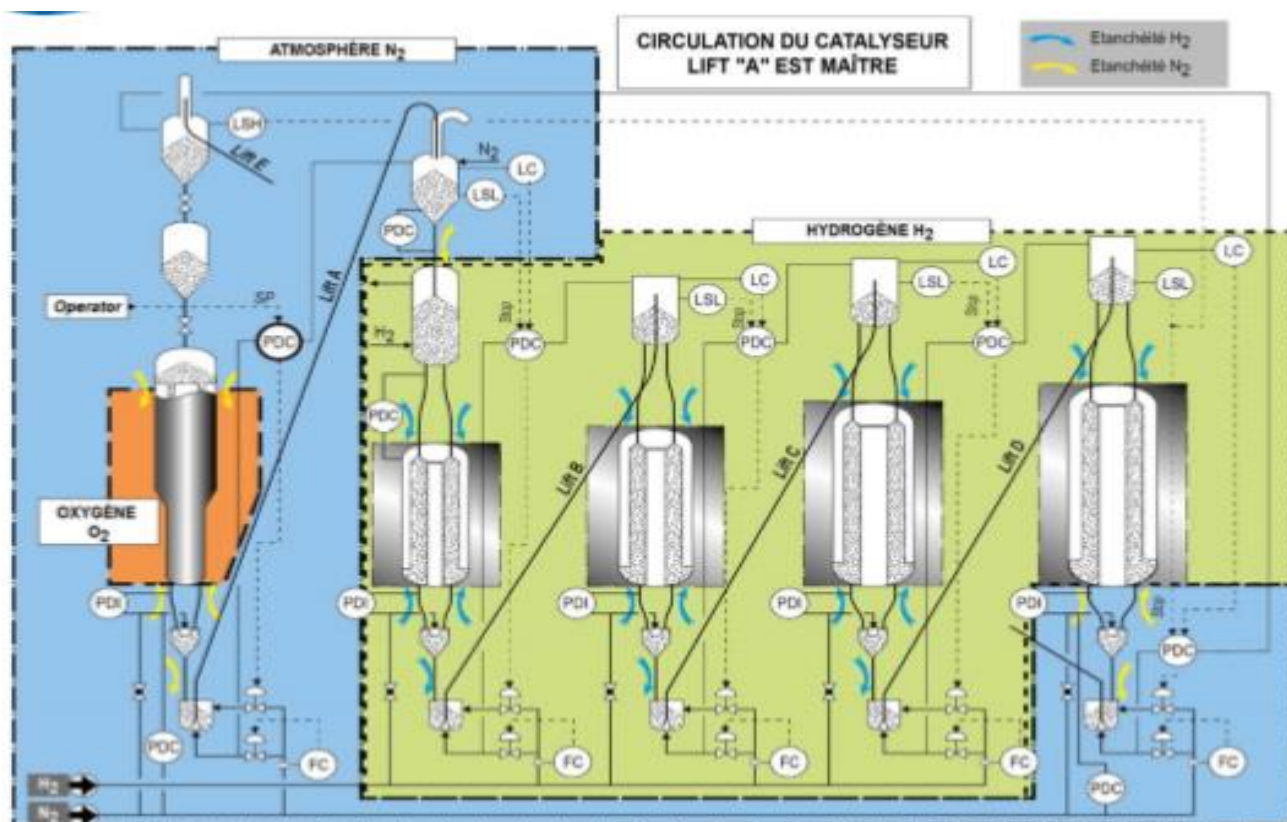 ATMOSPHÈRE N2
CIRCULATION DU CATALYSEUR
LIFT "A" EST MAÎTRE
Etanchéité H2
Etanchéité N2
LSH
Lift E
Lift A
N2
LC
LSL
PDC
HYDROGÈNE H2
Operator
SP
PDC
H2
Stop
PDC
LSL
LC
Stop
PDC
LSL
LC
Stop
PDC
LC
LSL
PDC
Lift B
Lift C
Lift D
OXYGÈNE
O2
PDI
PDI
PDI
PDI
PDI
Stop
PDC
PDC
FC
FC
FC
FC
FC
PDC
N2
N2